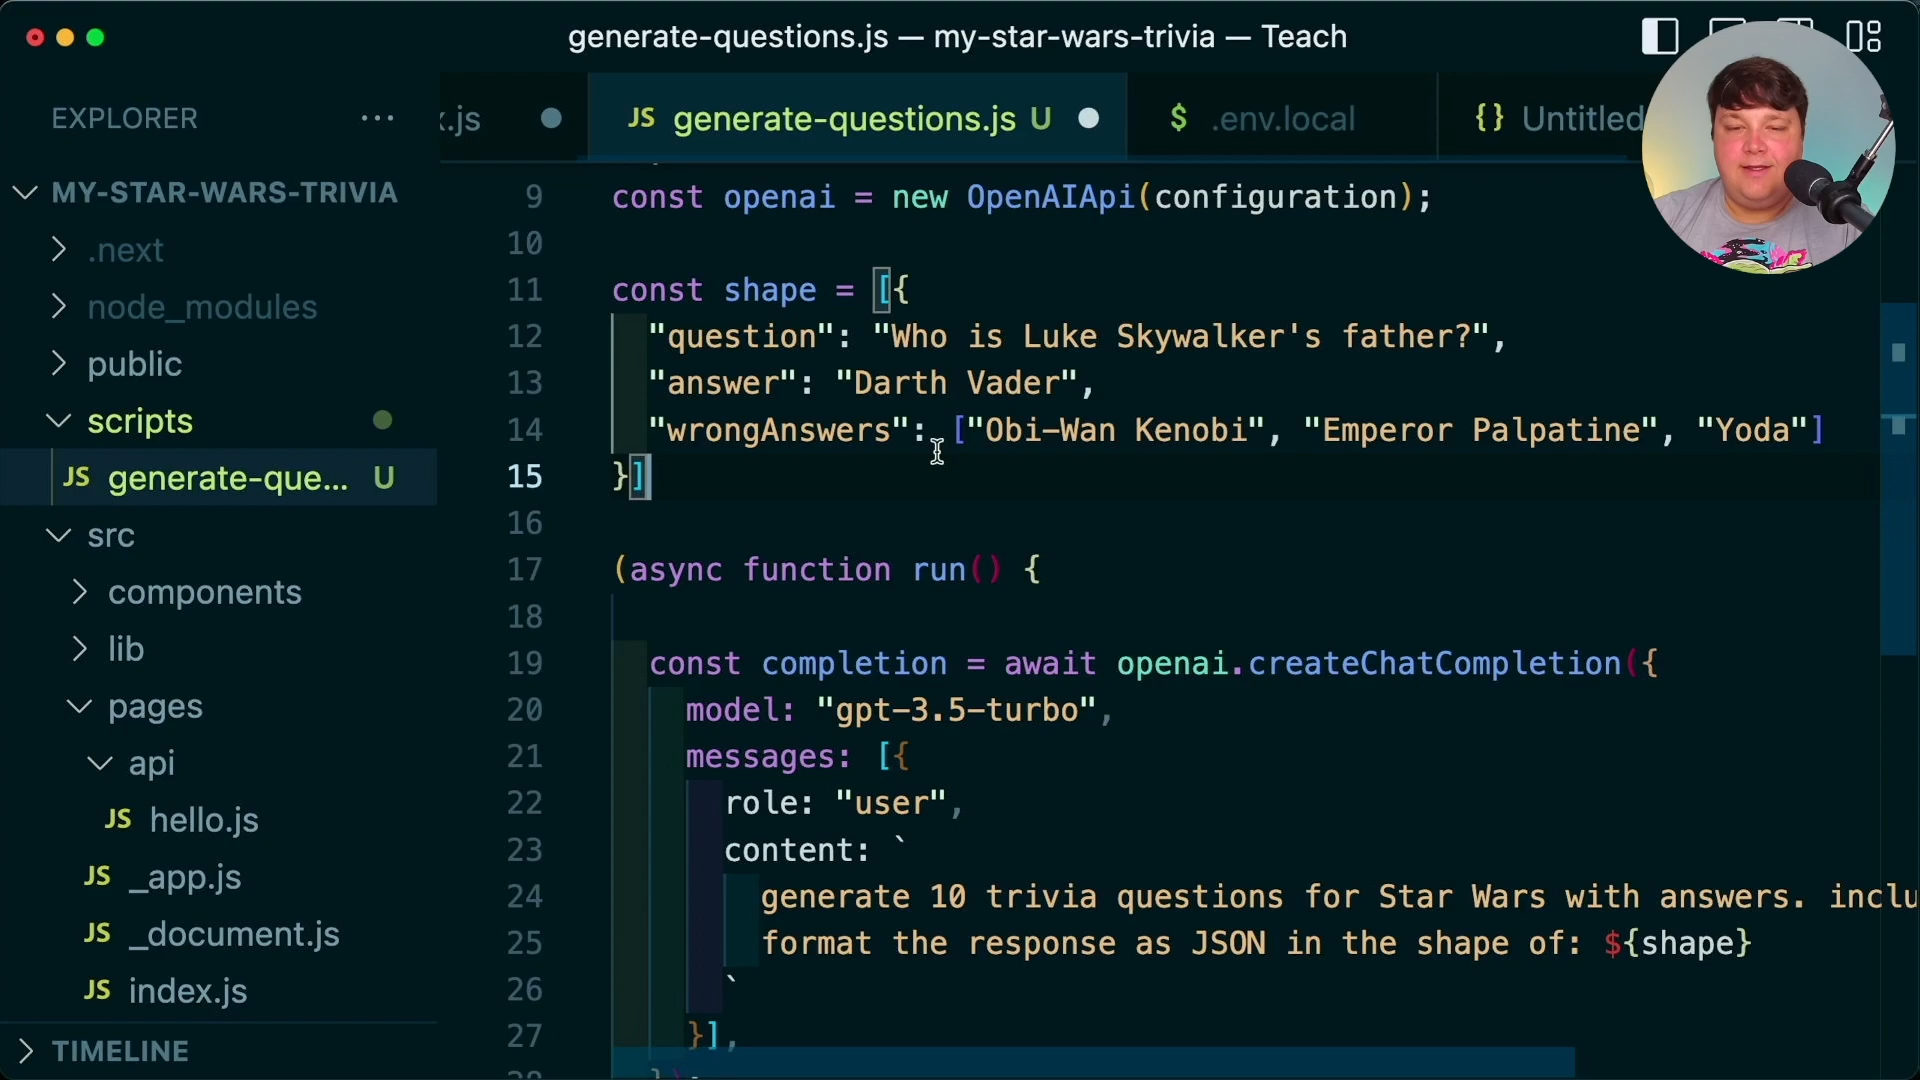 generate-questions.js — my-star-wars-trivia — Teach
EXPLORER
x.js
JS generate-questions.js U
$ .env.local
{} Untitled
MY-STAR-WARS-TRIVIA
.next
node_modules
public
scripts
JS generate-que... U
src
components
lib
pages
api
JS hello.js
JS _app.js
JS _document.js
JS index.js
TIMELINE
9 const openai = new OpenAIApi(configuration);
10
11 const shape = [{
12 "question": "Who is Luke Skywalker's father?",
13 "answer": "Darth Vader",
14 "wrongAnswers": ["Obi-Wan Kenobi", "Emperor Palpatine", "Yoda"]
15 }]
16
17 (async function run() {
18
19 const completion = await openai.createChatCompletion({
20 model: "gpt-3.5-turbo",
21 messages: [{
22 role: "user",
23 content: `
24 generate 10 trivia questions for Star Wars with answers. inclu
25 format the response as JSON in the shape of: ${shape}
26 `
27 }],